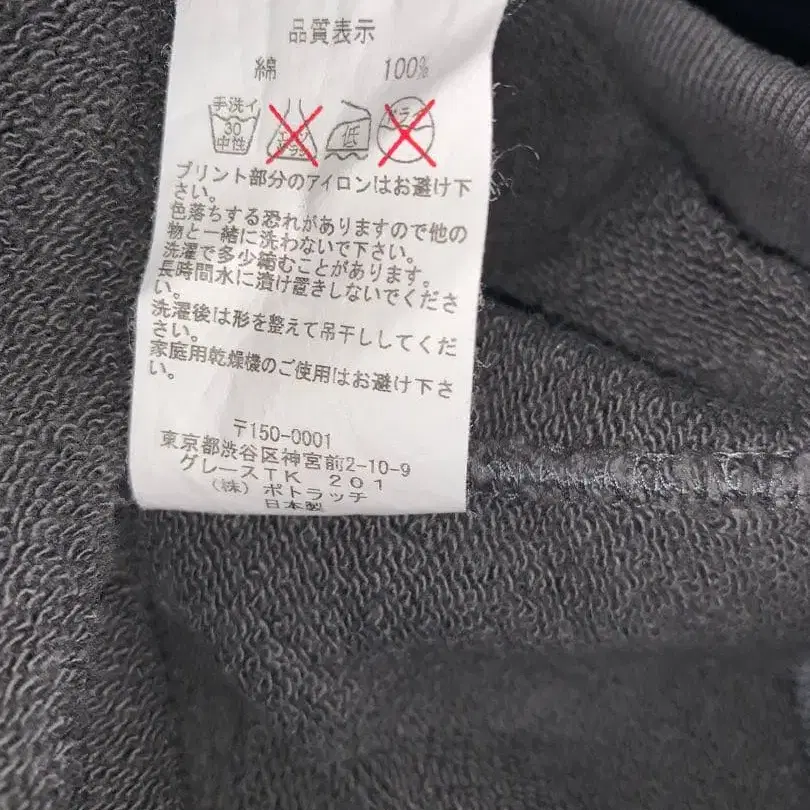 品質表示
綿 100%
手洗イ
30
中性
エンソ
サラシ
低
ドライ
プリント部分のアイロンはお避け下
さい。
色落ちする恐れがありますので他の
物と一緒に洗わないで下さい。
洗濯で多少縮むことがあります。
長時間水に漬け置きしないでくださ
い。
洗濯後は形を整えて吊干ししてくだ
さい。
家庭用乾燥機のご使用はお避け下さ
い。
〒150-0001
東京都渋谷区神宮前2-10-9
グレースTK 201
(株) ポトラッチ
日本製